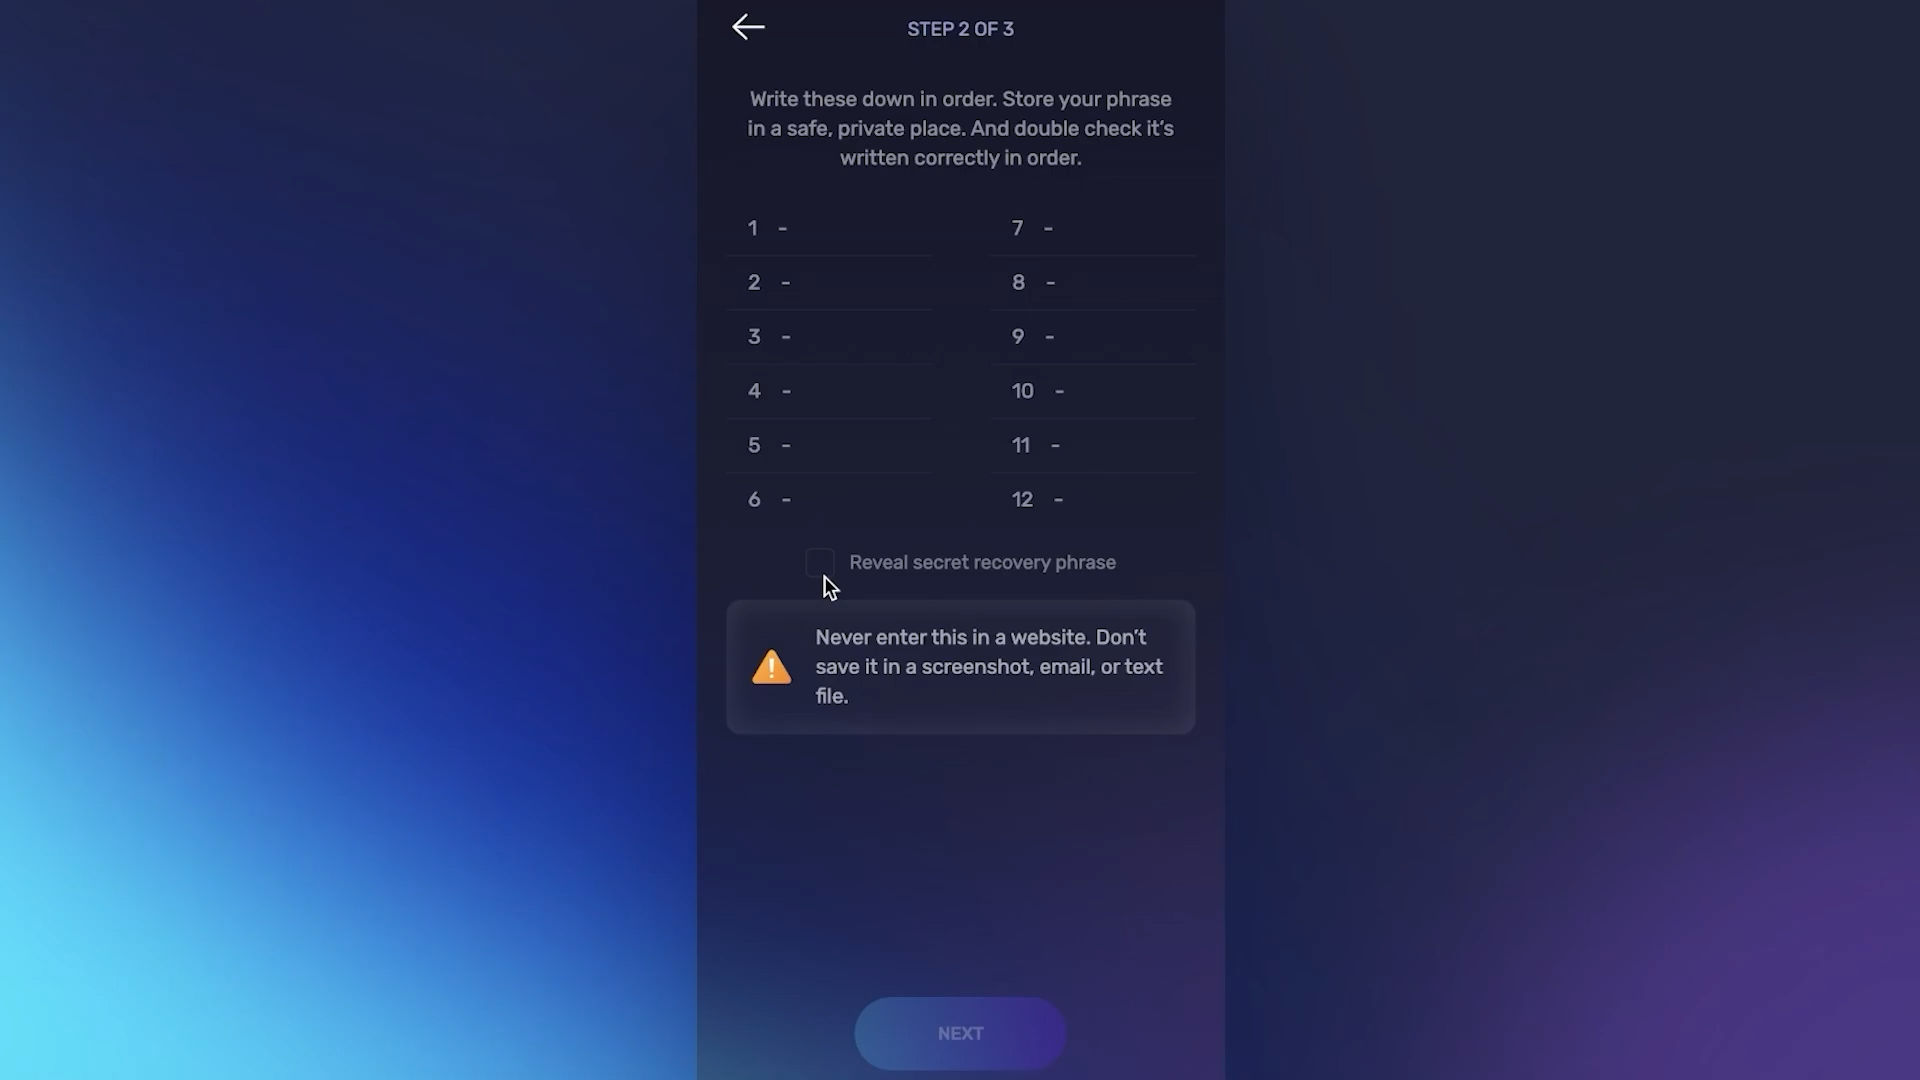 STEP 2 OF 3
Write these down in order. Store your phrase
in a safe, private place. And double check it’s
written correctly in order.
1 -
2 -
3 -
4 -
5 -
6 -
7 -
8 -
9 -
10 -
11 -
12 -
Reveal secret recovery phrase
Never enter this in a website. Don’t
save it in a screenshot, email, or text
file.
NEXT